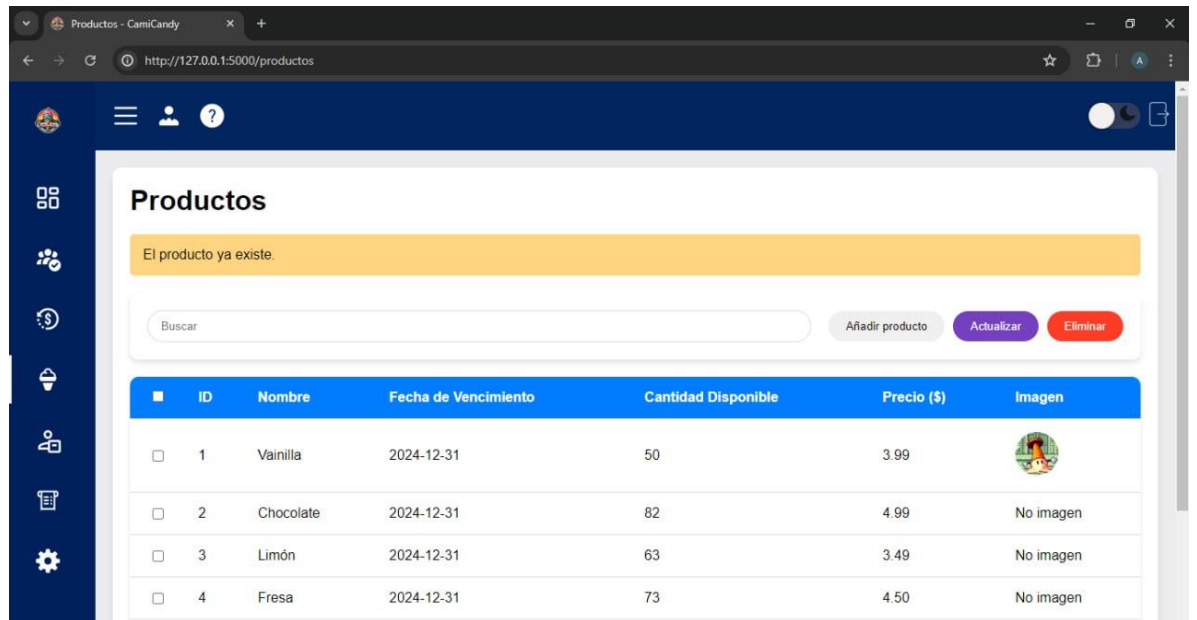 Productos - CamiCandy
http://127.0.0.1:5000/productos
A
?
Productos
El producto ya existe.
Buscar Añadir producto Actualizar Eliminar
ID Nombre Fecha de Vencimiento Cantidad Disponible Precio ($) Imagen
1 Vainilla 2024-12-31 50 3.99
2 Chocolate 2024-12-31 82 4.99 No imagen
3 Limón 2024-12-31 63 3.49 No imagen
4 Fresa 2024-12-31 73 4.50 No imagen